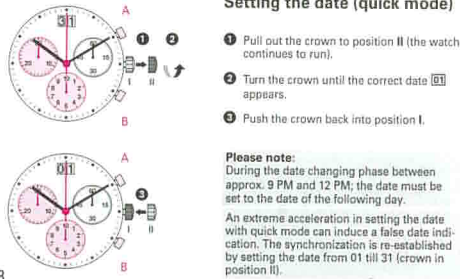 Setting the date (quick mode)
A
31
1 2
I II
B
1 Pull out the crown to position II (the watch
continues to run).
2 Turn the crown until the correct date 01
appears.
3 Push the crown back into position I.
Please note:
During the date changing phase between
approx. 9 PM and 12 PM; the date must be
set to the date of the following day.
An extreme acceleration in setting the date
with quick mode can induce a false date indi-
cation. The synchronization is re-established
by setting the date from 01 till 31 (crown in
position II).
A
01
3
I II
B